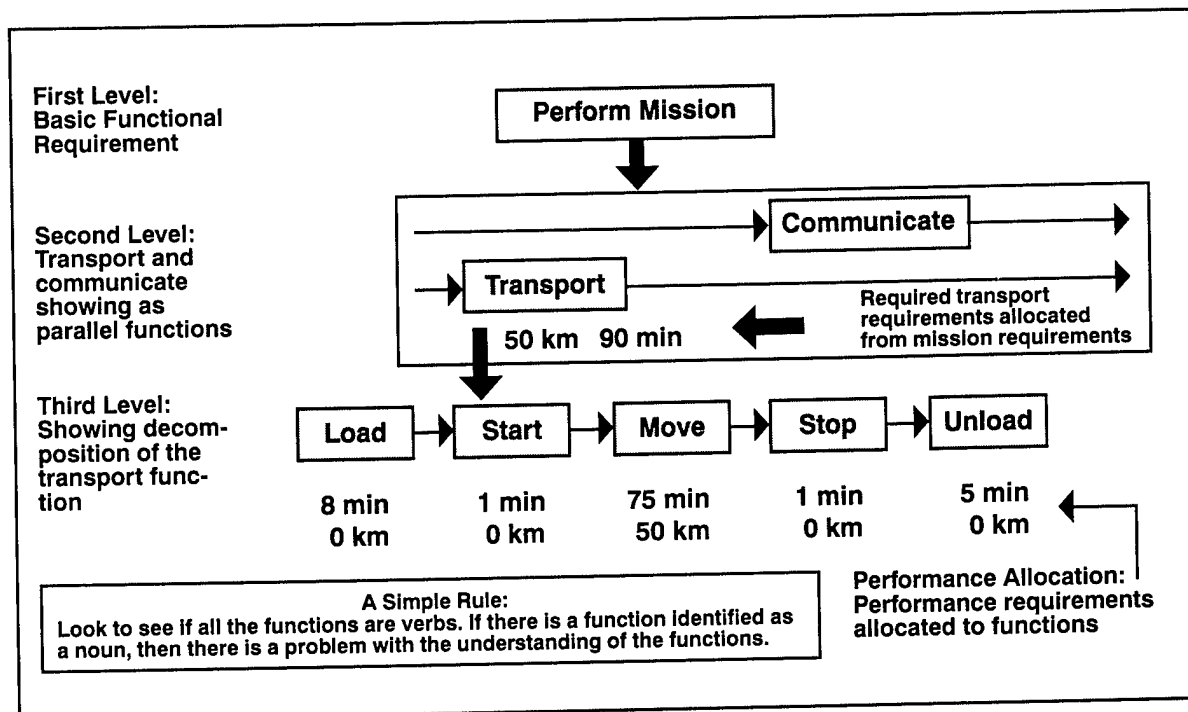 First Level:
Basic Functional
Requirement
Perform Mission
Second Level:
Transport and
communicate
showing as
parallel functions
Communicate
Transport
50 km 90 min
Required transport
requirements allocated
from mission requirements
Third Level:
Showing decom-
position of the
transport func-
tion
Load
Start
Move
Stop
Unload
8 min
0 km
1 min
0 km
75 min
50 km
1 min
0 km
5 min
0 km
Performance Allocation:
Performance requirements
allocated to functions
A Simple Rule:
Look to see if all the functions are verbs. If there is a function identified as
a noun, then there is a problem with the understanding of the functions.